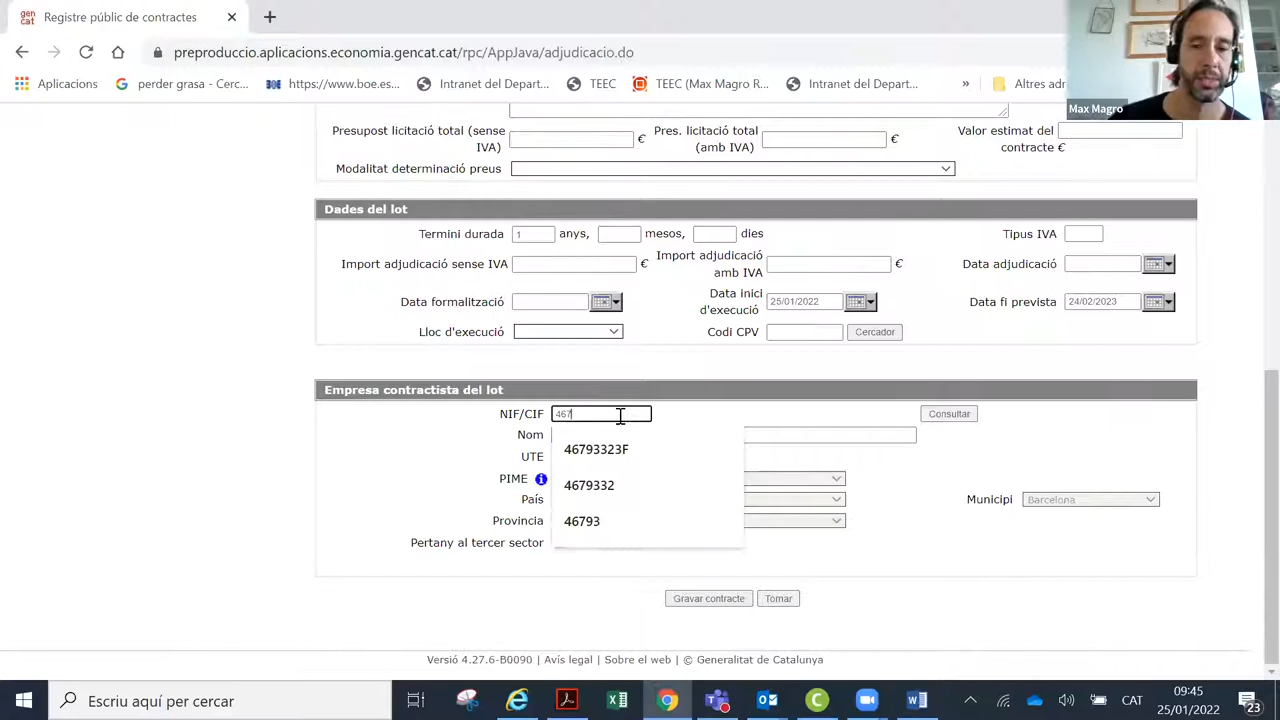 gen
cat
Registre públic de contractes
preproduccio.aplicacions.economia.gencat.cat/rpc/AppJava/adjudicacio.do
Aplicacions
perder grasa - Cerc...
https://www.boe.es...
Intranet del Depart...
TEEC
TEEC (Max Magro R...
Intranet del Depart...
»
Altres adr
Max Magro
Presupost licitació total (sense IVA)
€
Pres. licitació total (amb IVA)
€
Valor estimat del contracte €
Modalitat determinació preus
Dades del lot
Termini durada 1 anys, mesos, dies
Tipus IVA
Import adjudicació sense IVA
€
Import adjudicació amb IVA
€
Data adjudicació
Data formalització
Data inici d'execució 25/01/2022
Data fi prevista 24/02/2023
Lloc d'execució
Codi CPV
Cercador
Empresa contractista del lot
NIF/CIF 467
Consultar
Nom
46793323F
UTE
PIME
4679332
País
Municipi Barcelona
Provincia
46793
Pertany al tercer sector
Gravar contracte
Tornar
Versió 4.27.6-B0090 | Avís legal | Sobre el web | © Generalitat de Catalunya
Escriu aquí per cercar
CAT
09:45
25/01/2022
23